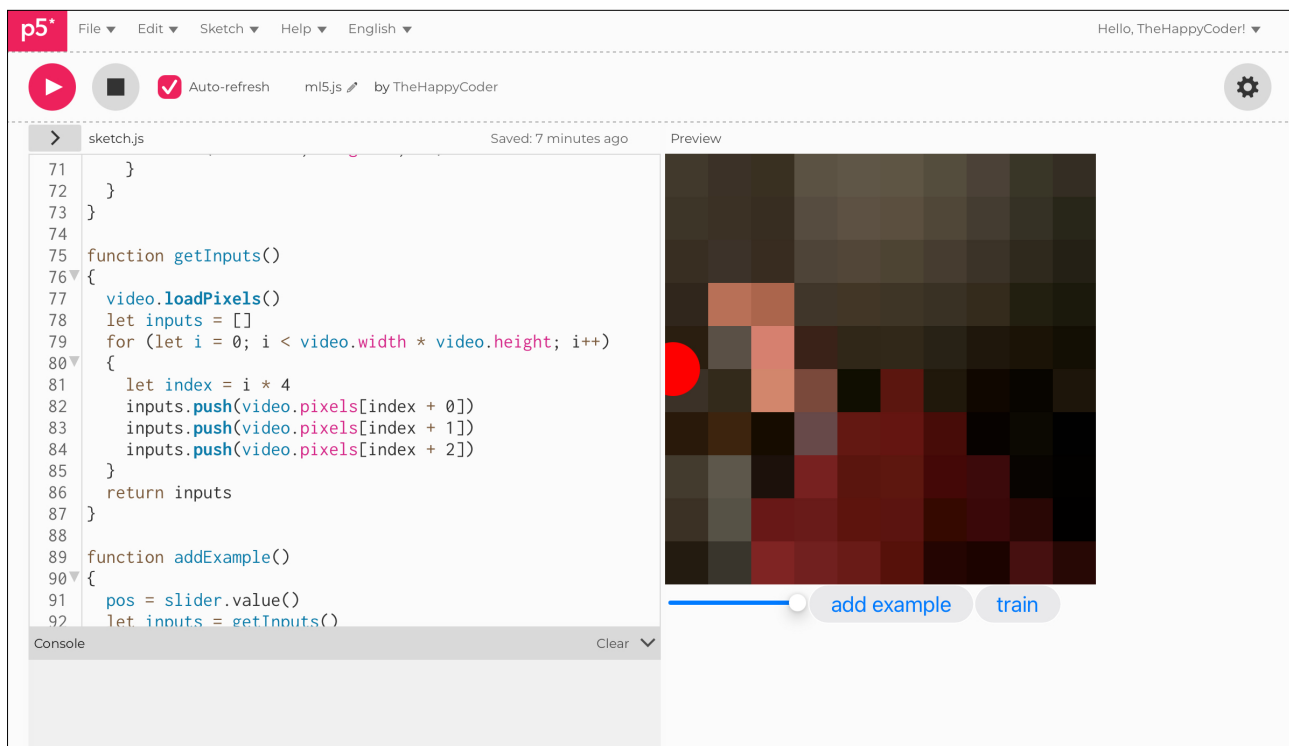 p5* File Edit Sketch Help English Hello, TheHappyCoder!
Auto-refresh ml5.js by TheHappyCoder
> sketch.js Saved: 7 minutes ago Preview
71 }
72 }
73 }
74
75 function getInputs()
76 {
77 video.loadPixels()
78 let inputs = []
79 for (let i = 0; i < video.width * video.height; i++)
80 {
81 let index = i * 4
82 inputs.push(video.pixels[index + 0])
83 inputs.push(video.pixels[index + 1])
84 inputs.push(video.pixels[index + 2])
85 }
86 return inputs
87 }
88
89 function addExample()
90 {
91 pos = slider.value()
92 let inputs = getInputs()
add example train
Console Clear